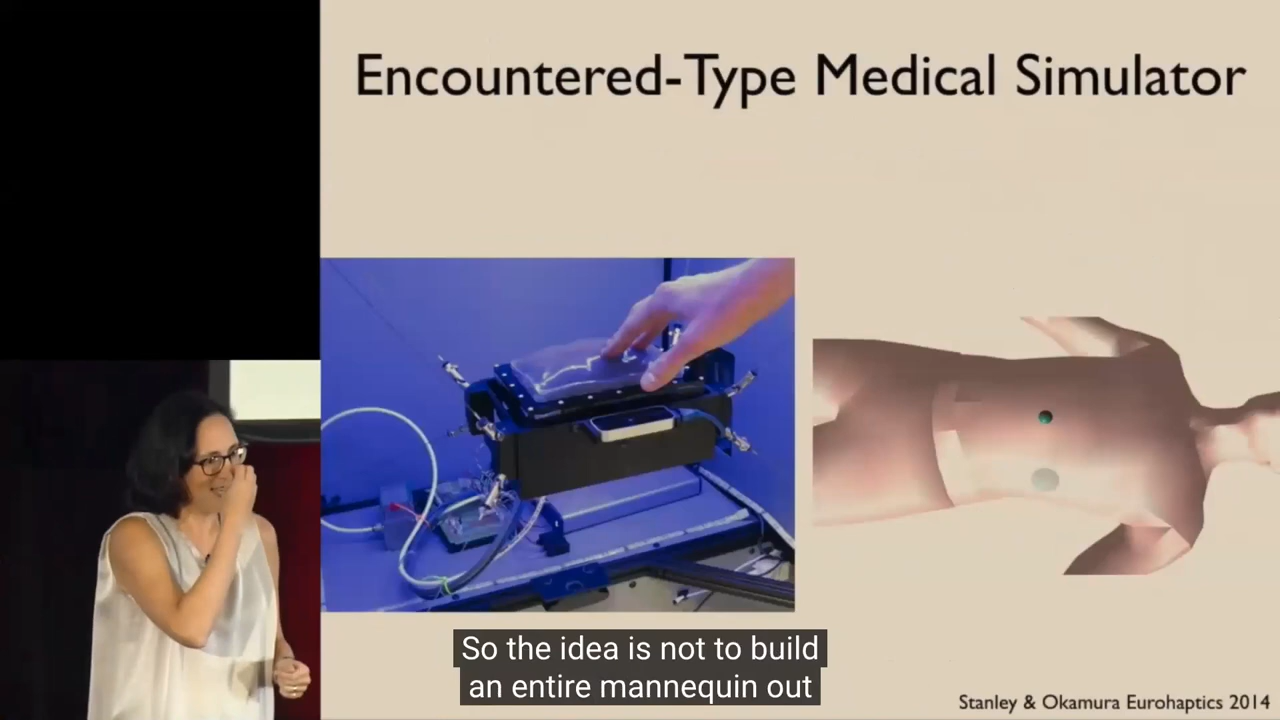 Encountered-Type Medical Simulator
So the idea is not to build
an entire mannequin out
Stanley & Okamura Eurohaptics 2014